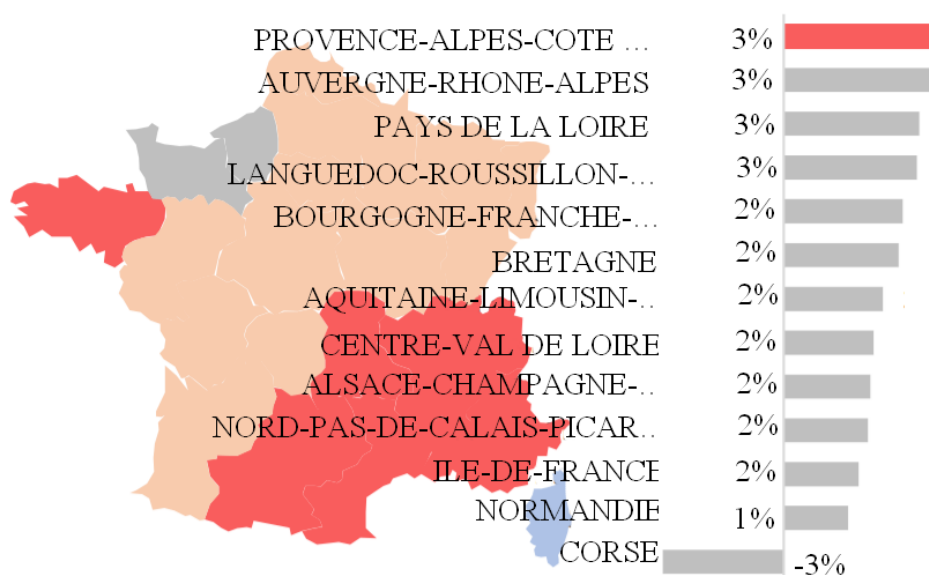 PROVENCE-ALPES-COTE ... 3%
AUVERGNE-RHONE-ALPES 3%
PAYS DE LA LOIRE 3%
LANGUEDOC-ROUSSILLON-... 3%
BOURGOGNE-FRANCHE-... 2%
BRETAGNE 2%
AQUITAINE-LIMOUSIN-.. 2%
CENTRE-VAL DE LOIRE 2%
ALSACE-CHAMPAGNE-.. 2%
NORD-PAS-DE-CALAIS-PICAR.. 2%
ILE-DE-FRANCE 2%
NORMANDIE 1%
CORSE -3%